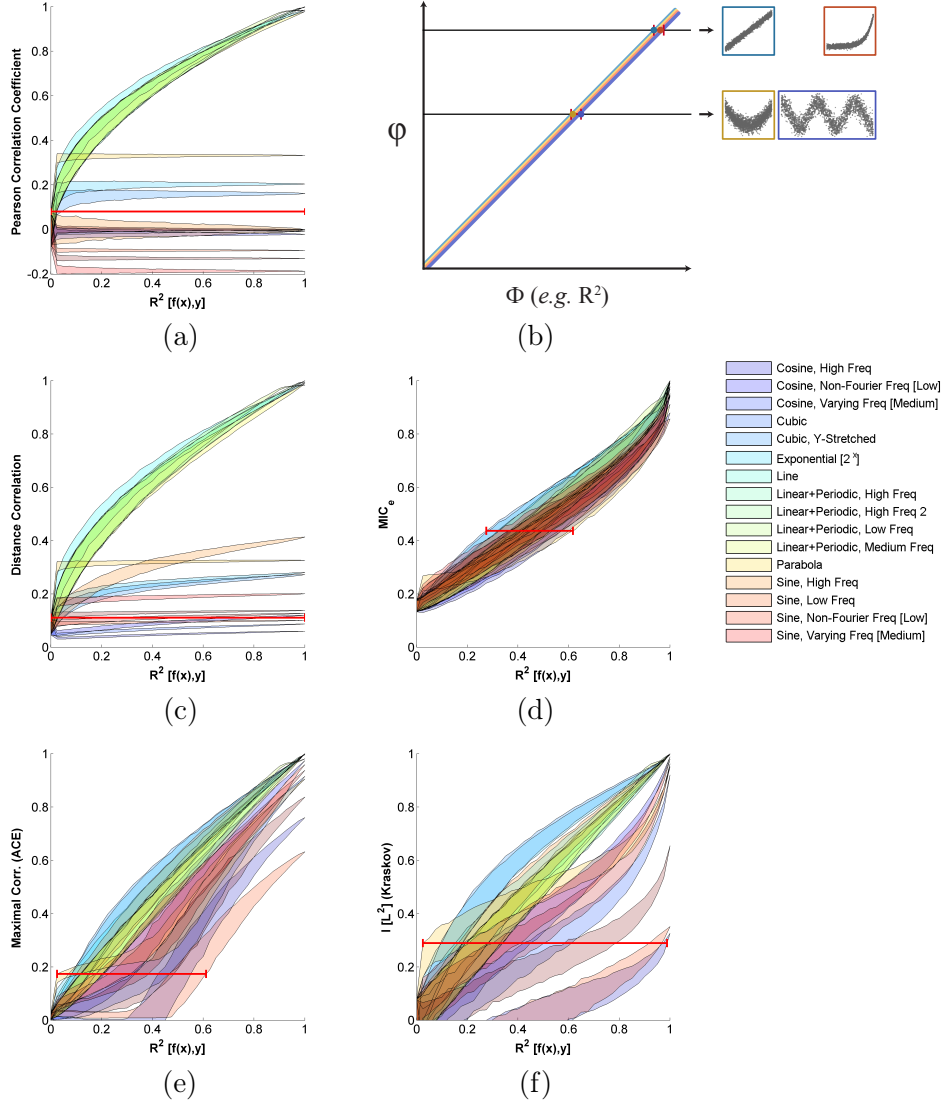 Pearson Correlation Coefficient
1
0.8
0.6
0.4
0.2
0
-0.2
0 0.2 0.4 0.6 0.8 1
R² [f(x),y]
(a)
φ
Φ (e.g. R²)
(b)
Distance Correlation
1
0.8
0.6
0.4
0.2
0
0 0.2 0.4 0.6 0.8 1
R² [f(x),y]
(c)
MICₑ
1
0.8
0.6
0.4
0.2
0
0 0.2 0.4 0.6 0.8 1
R² [f(x),y]
(d)
Cosine, High Freq
Cosine, Non-Fourier Freq [Low]
Cosine, Varying Freq [Medium]
Cubic
Cubic, Y-Stretched
Exponential [2ˣ]
Line
Linear+Periodic, High Freq
Linear+Periodic, High Freq 2
Linear+Periodic, Low Freq
Linear+Periodic, Medium Freq
Parabola
Sine, High Freq
Sine, Low Freq
Sine, Non-Fourier Freq [Low]
Sine, Varying Freq [Medium]
Maximal Corr. (ACE)
1
0.8
0.6
0.4
0.2
0
0 0.2 0.4 0.6 0.8 1
R² [f(x),y]
(e)
I [L²] (Kraskov)
1
0.8
0.6
0.4
0.2
0
0 0.2 0.4 0.6 0.8 1
R² [f(x),y]
(f)